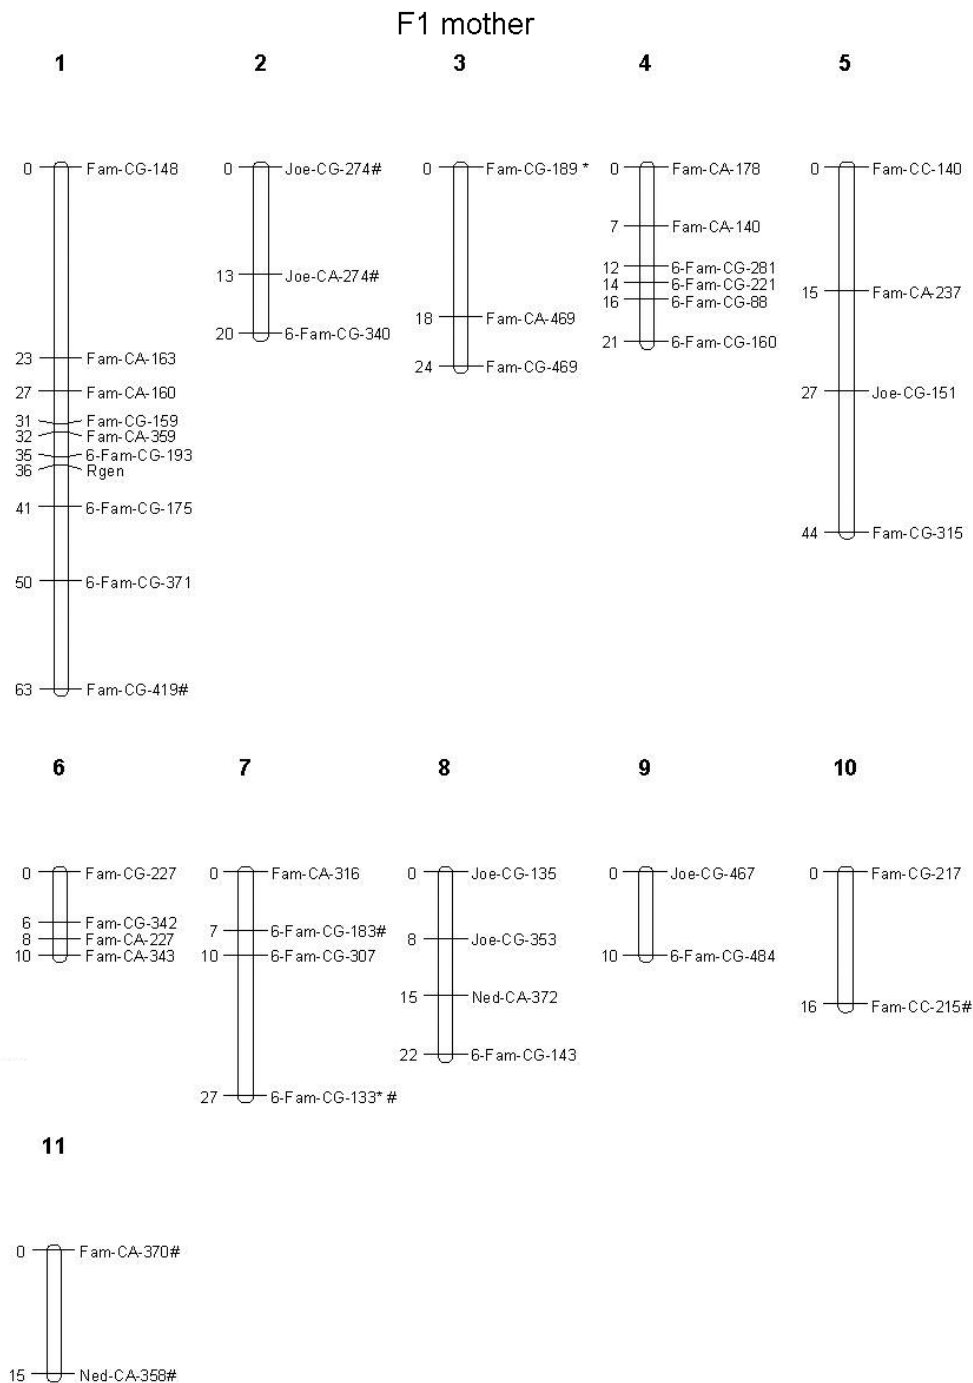 F1 mother
1 2 3 4 5
0 Fam-CG-148
23 Fam-CA-163
27 Fam-CA-160
31 Fam-CG-159
32 Fam-CA-359
35 6-Fam-CG-193
36 Rgen
41 6-Fam-CG-175
50 6-Fam-CG-371
63 Fam-CG-419#
0 Joe-CG-274#
13 Joe-CA-274#
20 6-Fam-CG-340
0 Fam-CG-189 *
18 Fam-CA-469
24 Fam-CG-469
0 Fam-CA-178
7 Fam-CA-140
12 6-Fam-CG-281
14 6-Fam-CG-221
16 6-Fam-CG-88
21 6-Fam-CG-160
0 Fam-CC-140
15 Fam-CA-237
27 Joe-CG-151
44 Fam-CG-315
6 7 8 9 10
0 Fam-CG-227
6 Fam-CG-342
8 Fam-CA-227
10 Fam-CA-343
0 Fam-CA-316
7 6-Fam-CG-183#
10 6-Fam-CG-307
27 6-Fam-CG-133* #
0 Joe-CG-135
8 Joe-CG-353
15 Ned-CA-372
22 6-Fam-CG-143
0 Joe-CG-467
10 6-Fam-CG-484
0 Fam-CG-217
16 Fam-CC-215#
11
0 Fam-CA-370#
15 Ned-CA-358#